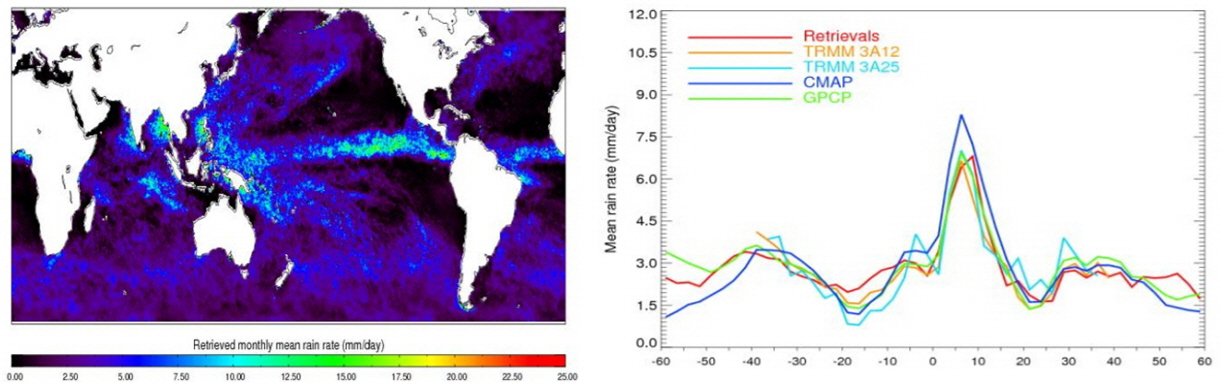 Retrieved monthly mean rain rate (mm/day)
0.00 2.50 5.00 7.50 10.00 12.50 15.00 17.50 20.00 22.50 25.00
Mean rain rate (mm/day)
12.0
10.5
9.0
7.5
6.0
4.5
3.0
1.5
0.0
Retrievals
TRMM 3A12
TRMM 3A25
CMAP
GPCP
-60 -50 -40 -30 -20 -10 0 10 20 30 40 50 60